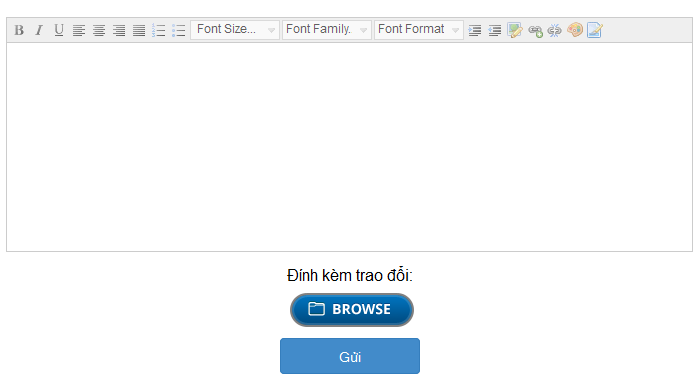 B I U Font Size... Font Family. Font Format
Đính kèm trao đổi:
BROWSE
Gửi